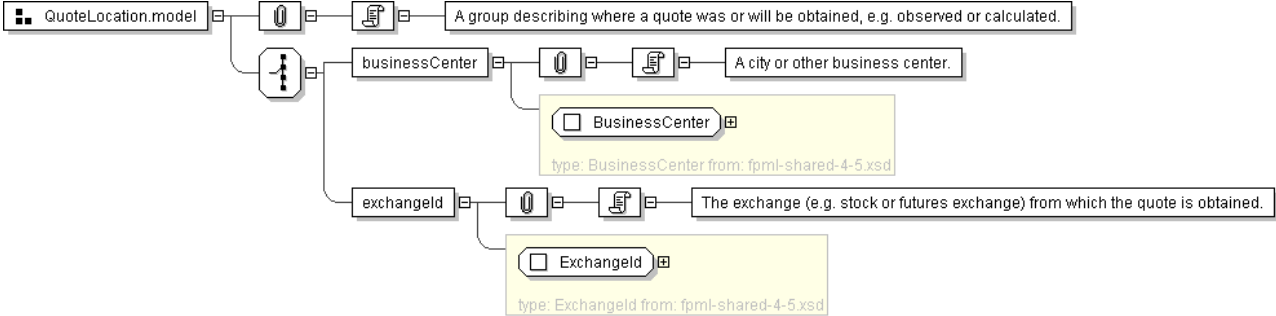 QuoteLocation.model
A group describing where a quote was or will be obtained, e.g. observed or calculated.
businessCenter
A city or other business center.
BusinessCenter
type: BusinessCenter from: fpml-shared-4-5.xsd
exchangeId
The exchange (e.g. stock or futures exchange) from which the quote is obtained.
ExchangeId
type: ExchangeId from: fpml-shared-4-5.xsd